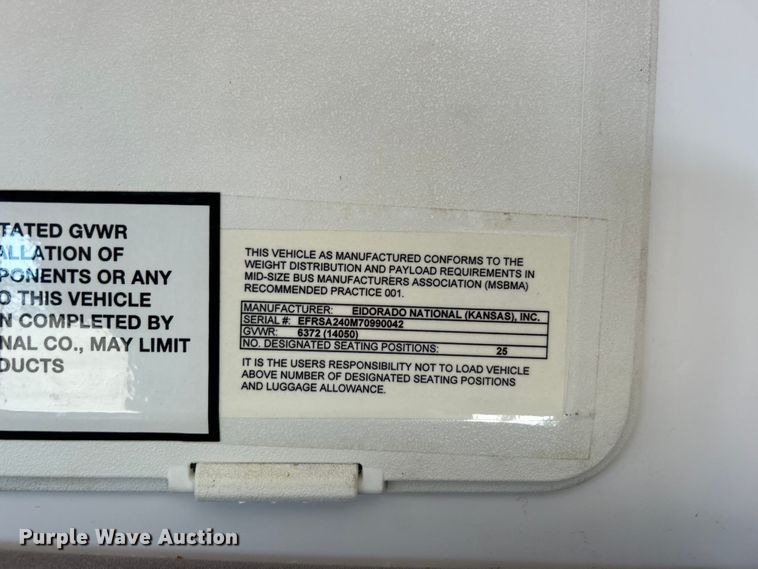 TATED GVWR
ALLATION OF
PONENTS OR ANY
O THIS VEHICLE
N COMPLETED BY
NAL CO., MAY LIMIT
DUCTS
THIS VEHICLE AS MANUFACTURED CONFORMS TO THE
WEIGHT DISTRIBUTION AND PAYLOAD REQUIREMENTS IN
MID-SIZE BUS MANUFACTURERS ASSOCIATION (MSBMA)
RECOMMENDED PRACTICE 001.
MANUFACTURER: ElDORADO NATIONAL (KANSAS), INC.
SERIAL #: EFRSA240M70990042
GVWR: 6372 (14050)
NO. DESIGNATED SEATING POSITIONS: 25
IT IS THE USERS RESPONSIBILITY NOT TO LOAD VEHICLE
ABOVE NUMBER OF DESIGNATED SEATING POSITIONS
AND LUGGAGE ALLOWANCE.
Purple Wave Auction